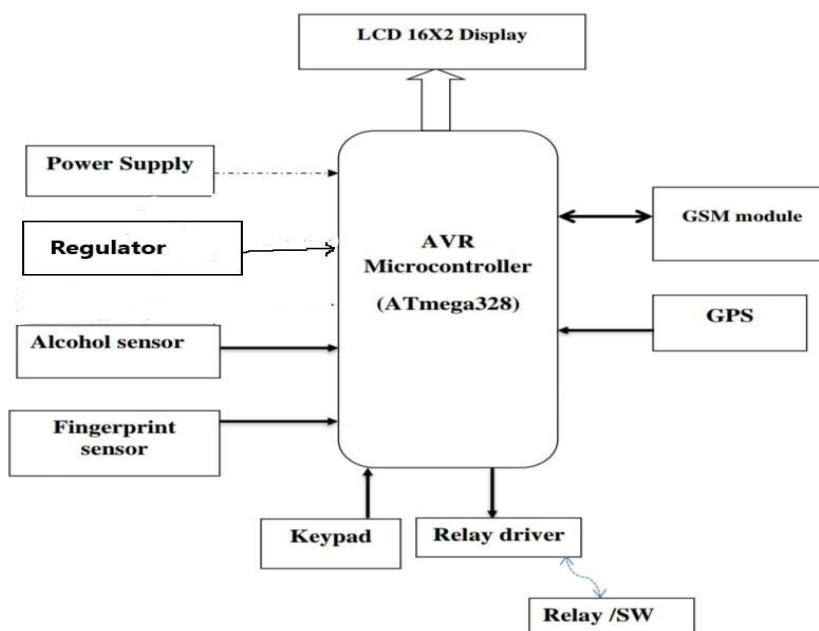 LCD 16X2 Display
Power Supply
Regulator
AVR
Microcontroller
(ATmega328)
GSM module
GPS
Alcohol sensor
Fingerprint
sensor
Keypad
Relay driver
Relay /SW